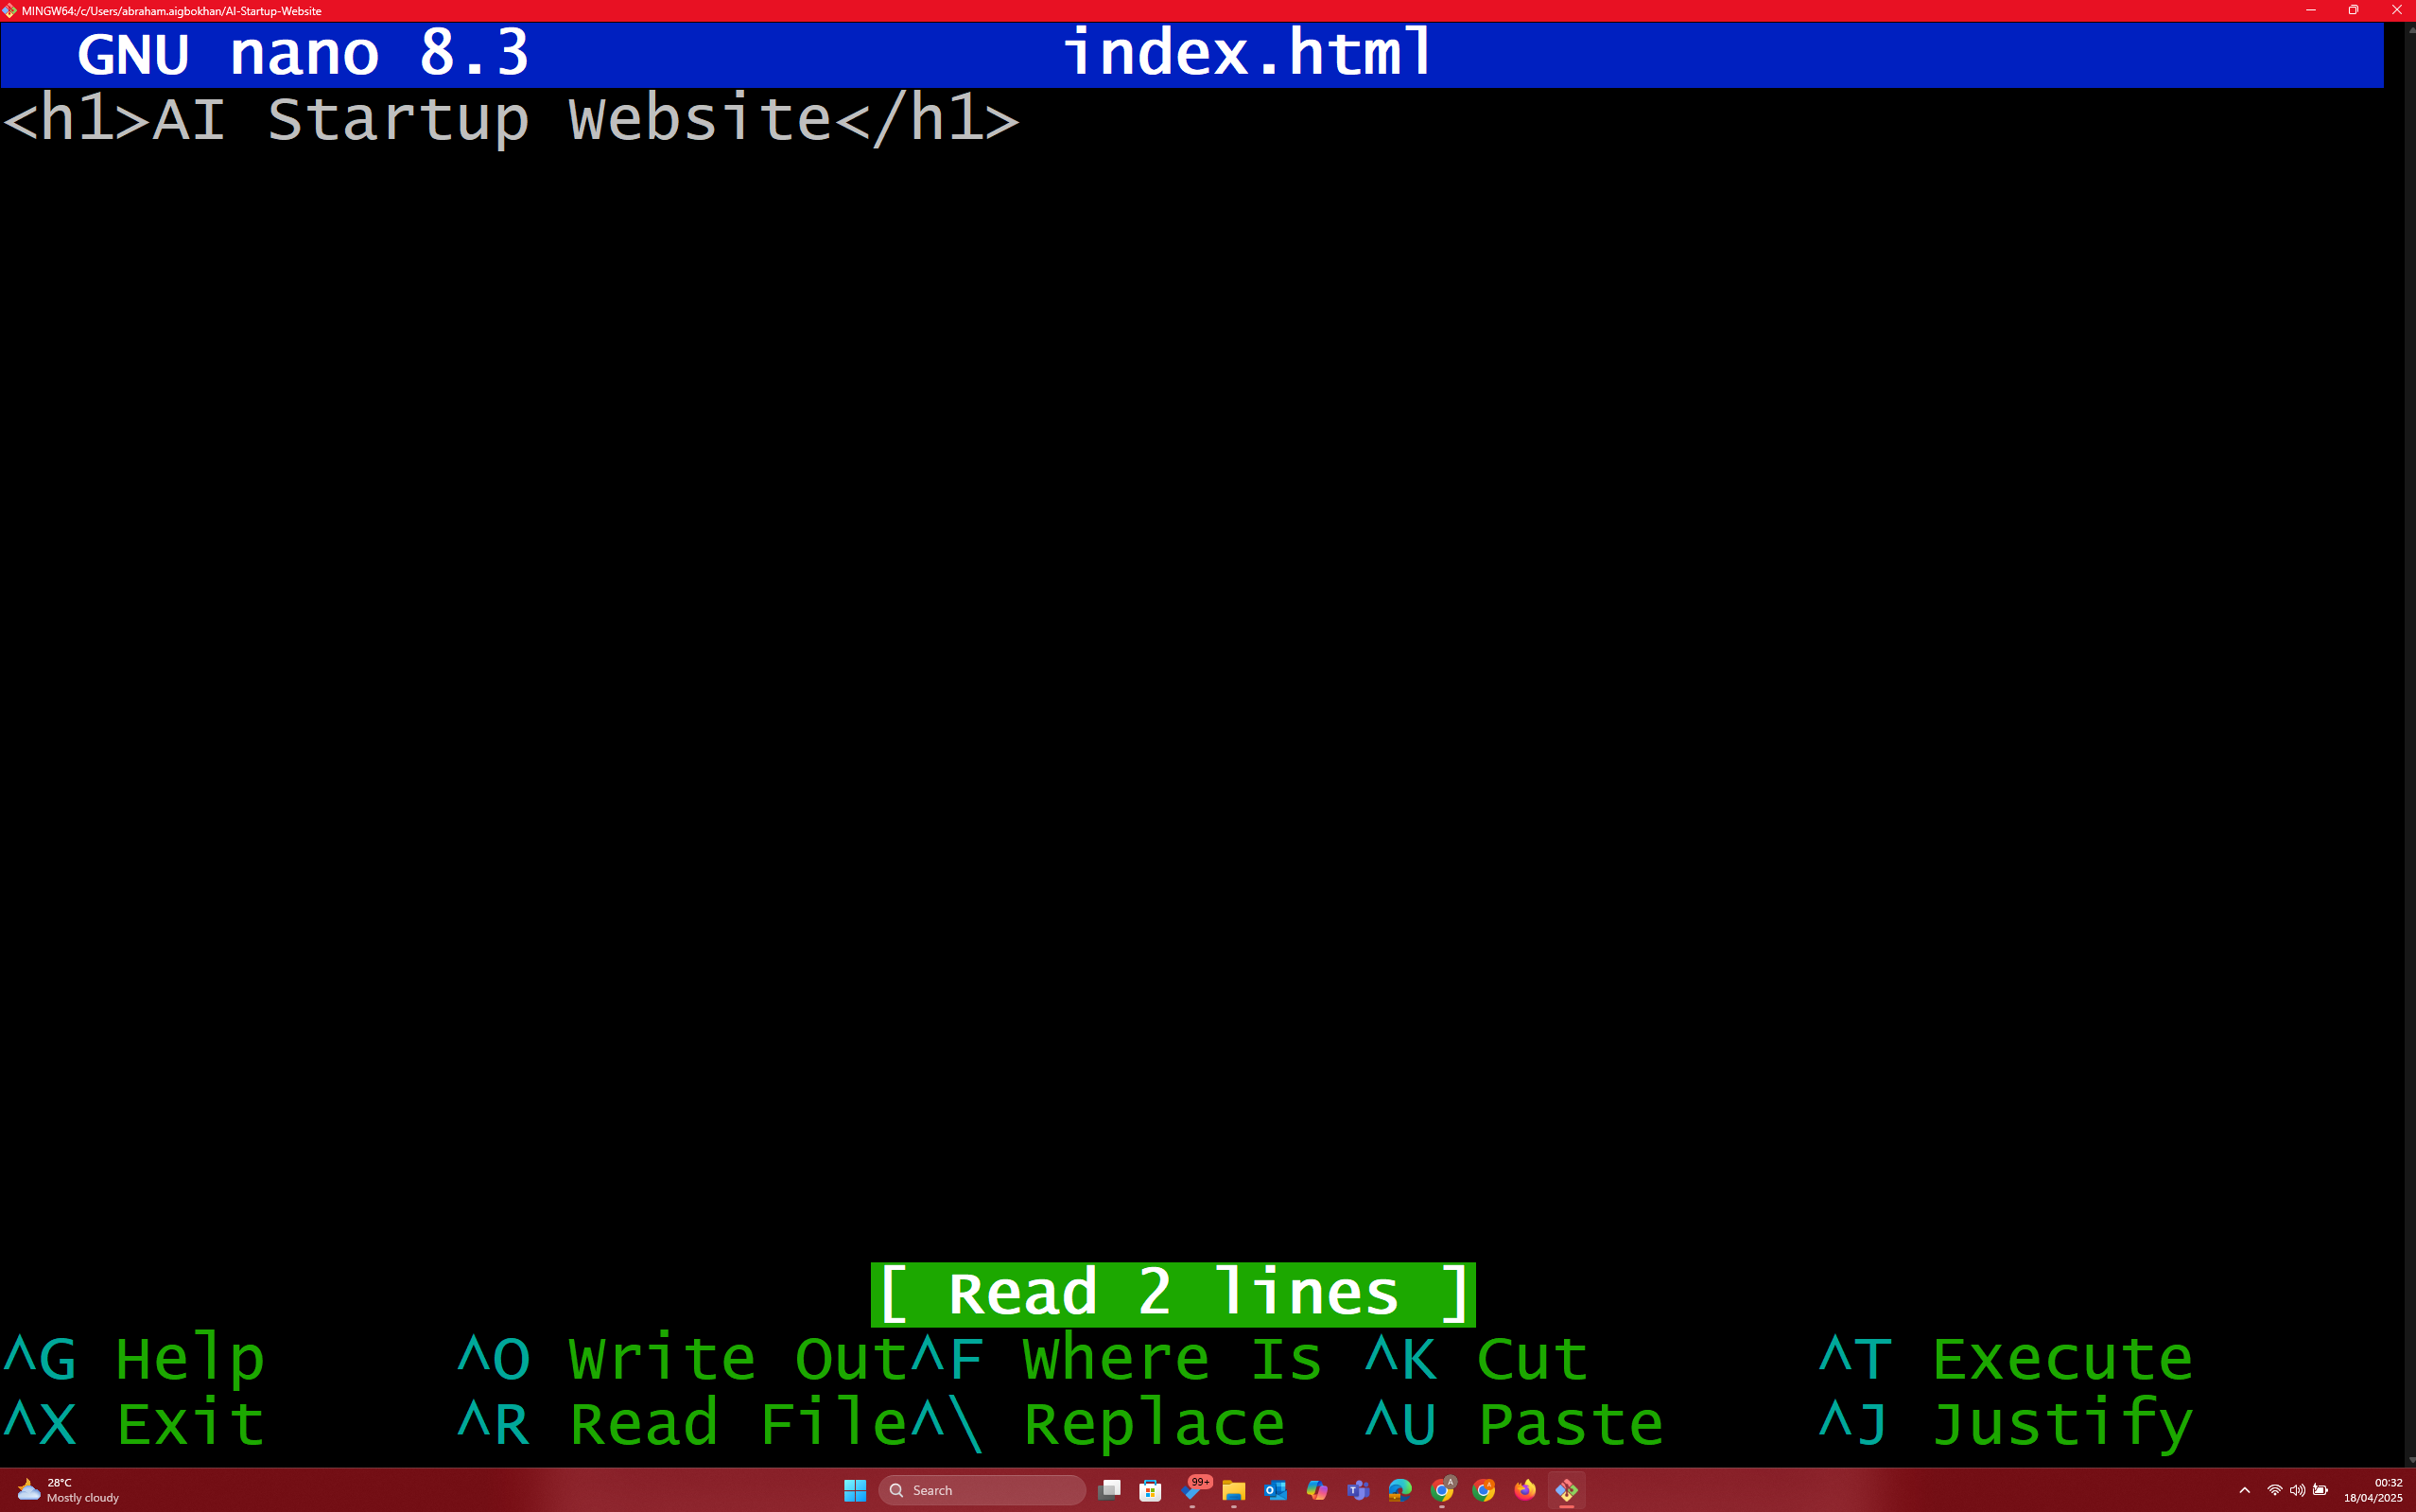 MINGW64:/c/Users/abraham.aigbokhan/AI-Startup-Website
GNU nano 8.3 index.html
<h1>AI Startup Website</h1>
[ Read 2 lines ]
^G Help ^O Write Out^F Where Is ^K Cut ^T Execute
^X Exit ^R Read File^\ Replace ^U Paste ^J Justify
28°C
Mostly cloudy
Search
99+
00:32
18/04/2025